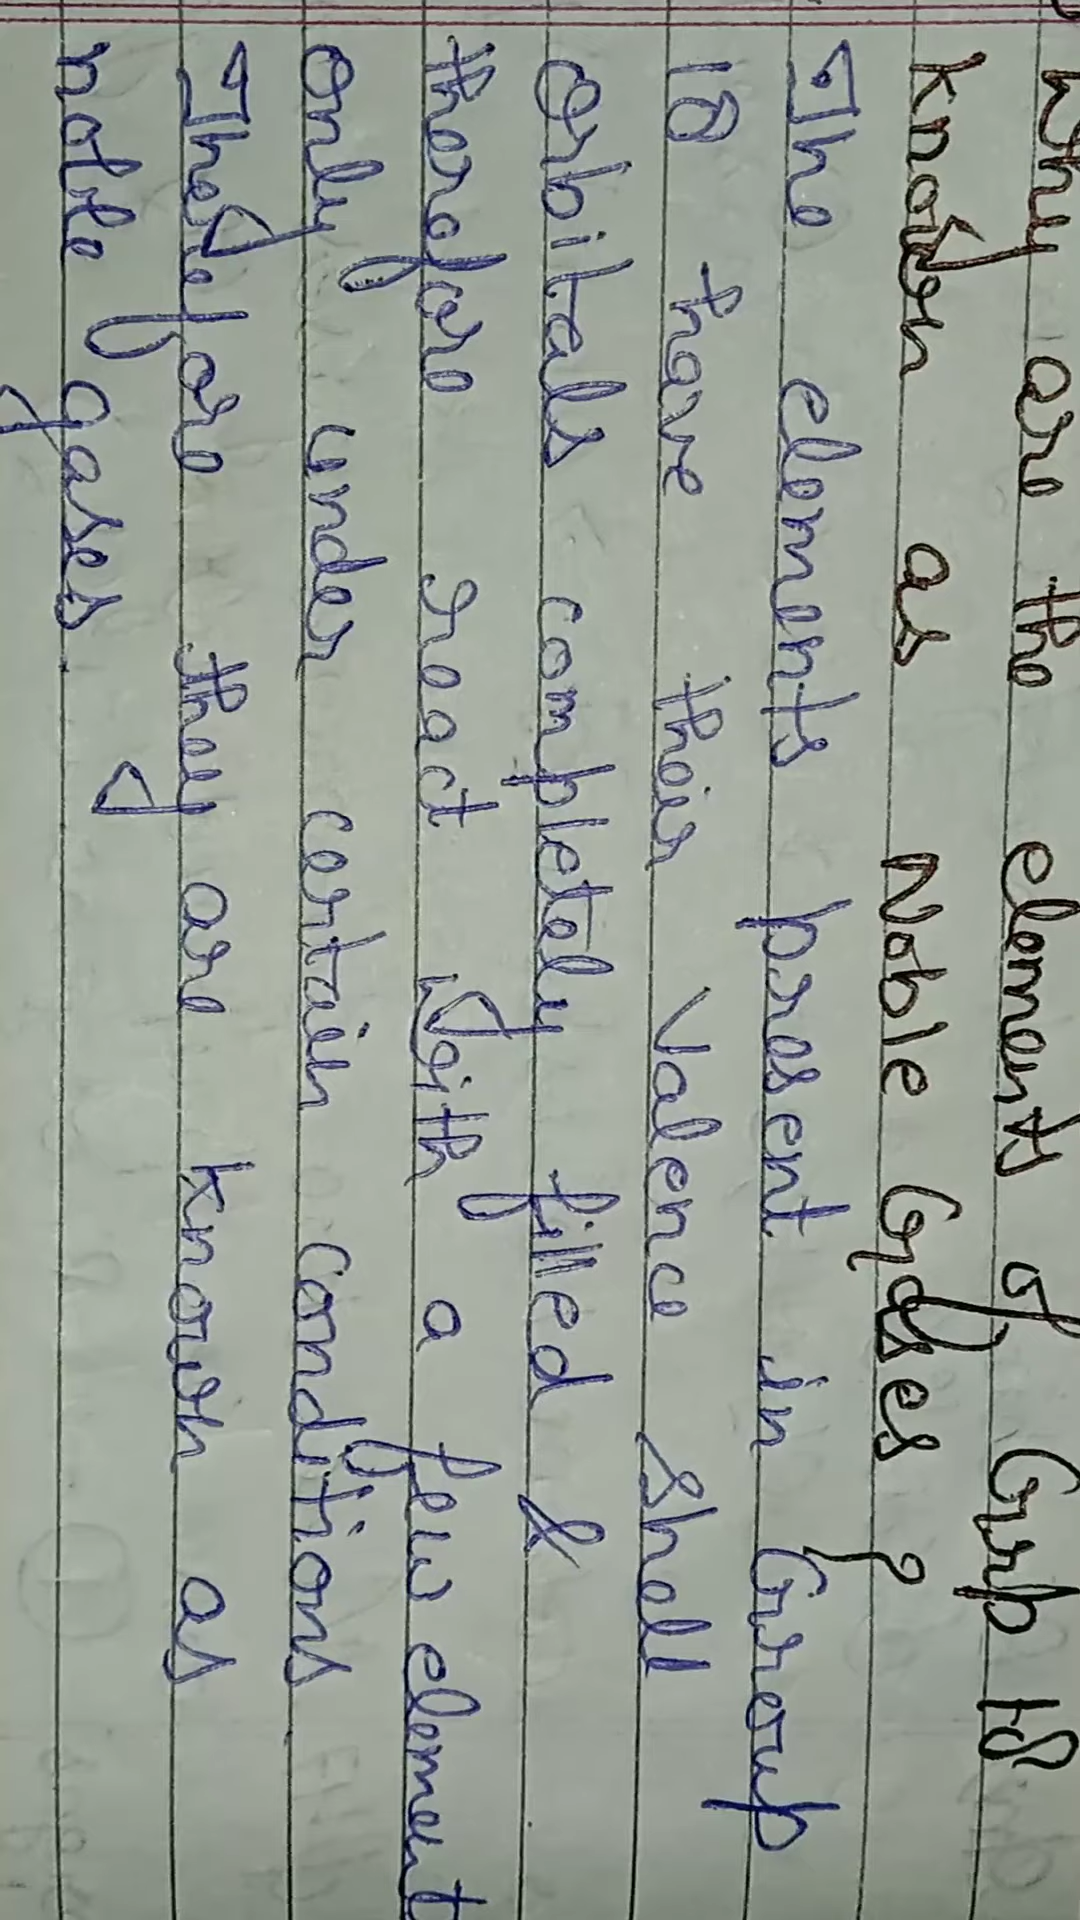 Why are the elements of Grp 18
known as Noble Gases ?
The elements present in Group
18 have their Valence Shell
Orbitals completely filled &
therefore react with a few element
only under certain conditions.
Therefore they are known as
noble gases.